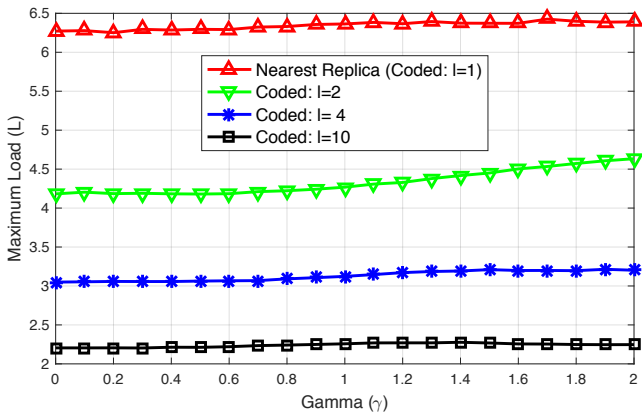 6.5
6
5.5
5
4.5
4
3.5
3
2.5
2
Maximum Load (L)
Nearest Replica (Coded: l=1)
Coded: l=2
Coded: l= 4
Coded: l=10
0 0.2 0.4 0.6 0.8 1 1.2 1.4 1.6 1.8 2
Gamma (γ)